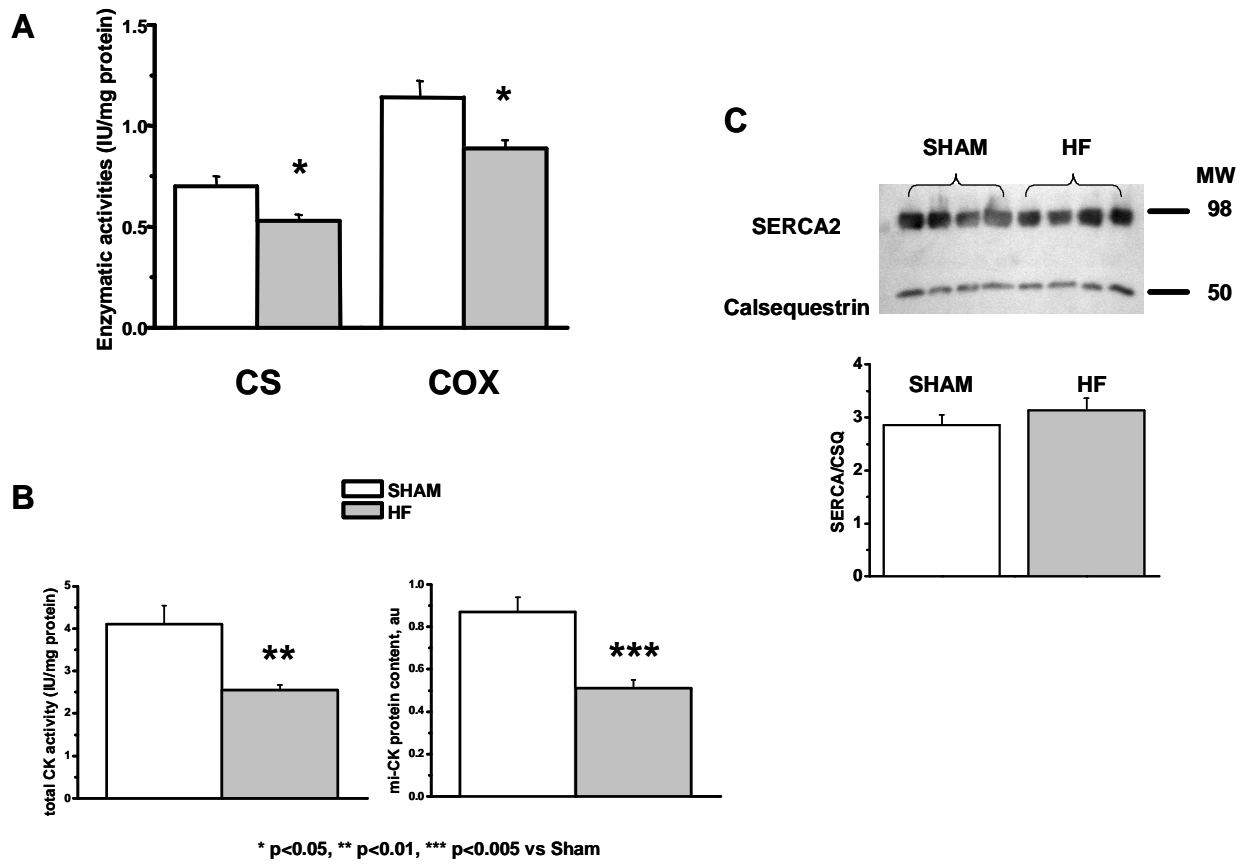 A
Enzymatic activities (IU/mg protein)
1.5
1.0
0.5
0.0
*
*
CS
COX
B
SHAM
HF
total CK activity (IU/mg protein)
5
4
3
2
1
0
**
mi-CK protein content, au
1.0
0.8
0.6
0.4
0.2
0.0
***
* p<0.05, ** p<0.01, *** p<0.005 vs Sham
C
SHAM
HF
MW
SERCA2
98
Calsequestrin
50
SERCA/CSQ
4
3
2
1
0
SHAM
HF